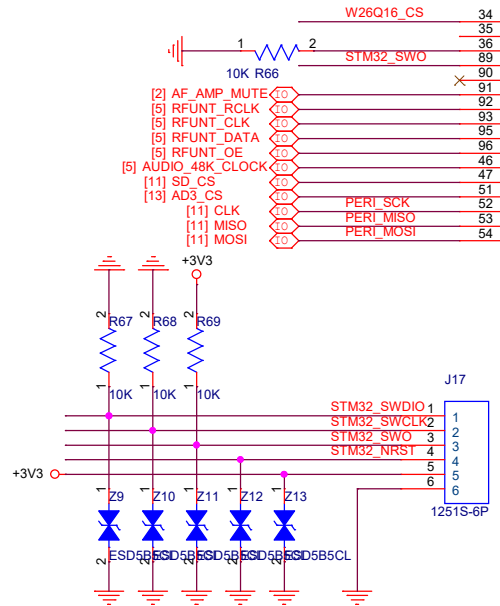 W26Q16_CS 34
35
1 2 36
10K R66 STM32_SWO 89
90
[2] AF_AMP_MUTE IO 91
[5] RFUNT_RCLK IO 92
[5] RFUNT_CLK IO 93
[5] RFUNT_DATA IO 95
[5] RFUNT_OE IO 96
[5] AUDIO_48K_CLOCK IO 46
[11] SD_CS IO 47
[13] AD3_CS IO 51
[11] CLK IO PERI_SCK 52
[11] MISO IO PERI_MISO 53
[11] MOSI IO PERI_MOSI 54
+3V3
2 R67 2 R68 2 R69
1 10K 1 10K 1 10K
J17
STM32_SWDIO 1 1
STM32_SWCLK 2 2
STM32_SWO 3 3
STM32_NRST 4 4
+3V3 5 5
6 6
1251S-6P
1 Z9 1 Z10 1 Z11 1 Z12 1 Z13
2 2 2 2 2 ESD5B5CL